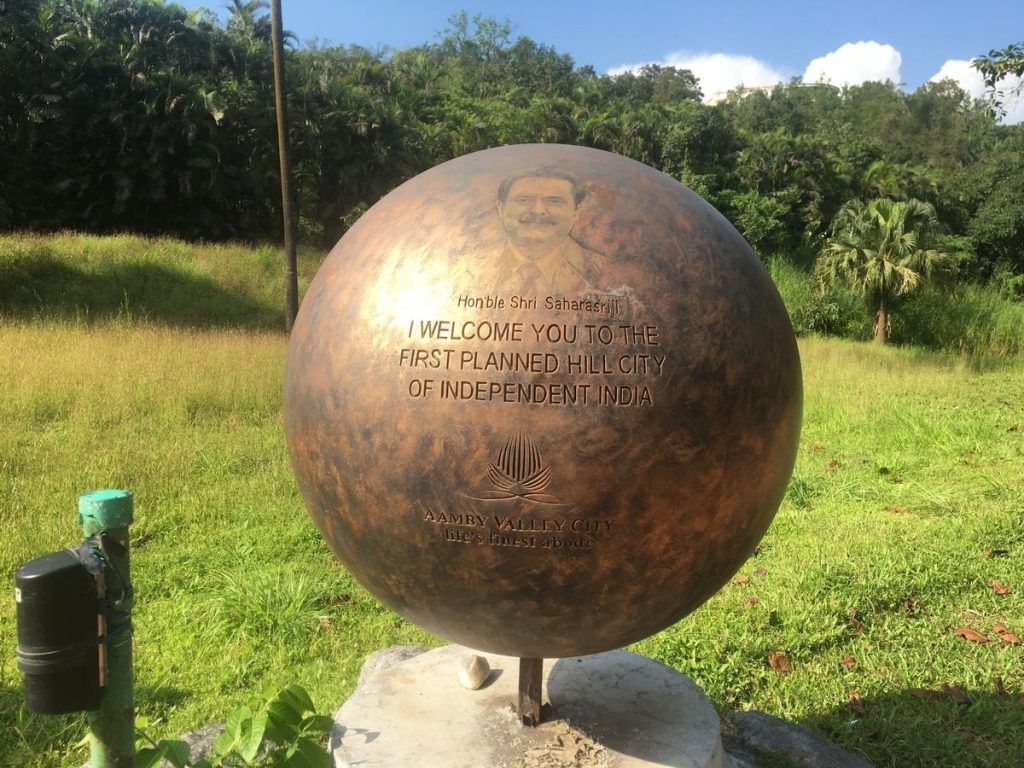 Hon'ble Shri Saharasriji
I WELCOME YOU TO THE
FIRST PLANNED HILL CITY
OF INDEPENDENT INDIA
AAMBY VALLEY CITY
life's finest abode